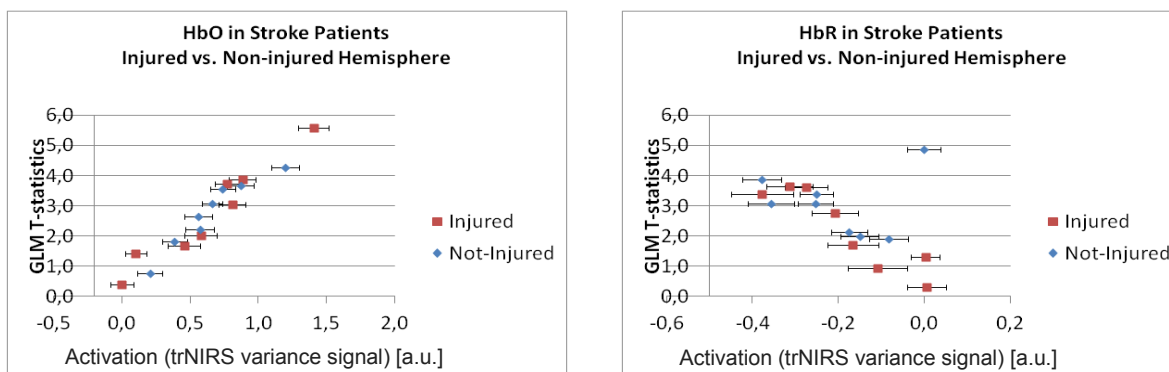 HbO in Stroke Patients
Injured vs. Non-injured Hemisphere
GLM T-statistics
6,0
5,0
4,0
3,0
2,0
1,0
0,0
-0,5
0,0
0,5
1,0
1,5
2,0
Activation (trNIRS variance signal) [a.u.]
Injured
Not-Injured
HbR in Stroke Patients
Injured vs. Non-injured Hemisphere
GLM T-statistics
6,0
5,0
4,0
3,0
2,0
1,0
0,0
-0,6
-0,4
-0,2
0,0
0,2
Activation (trNIRS variance signal) [a.u.]
Injured
Not-Injured